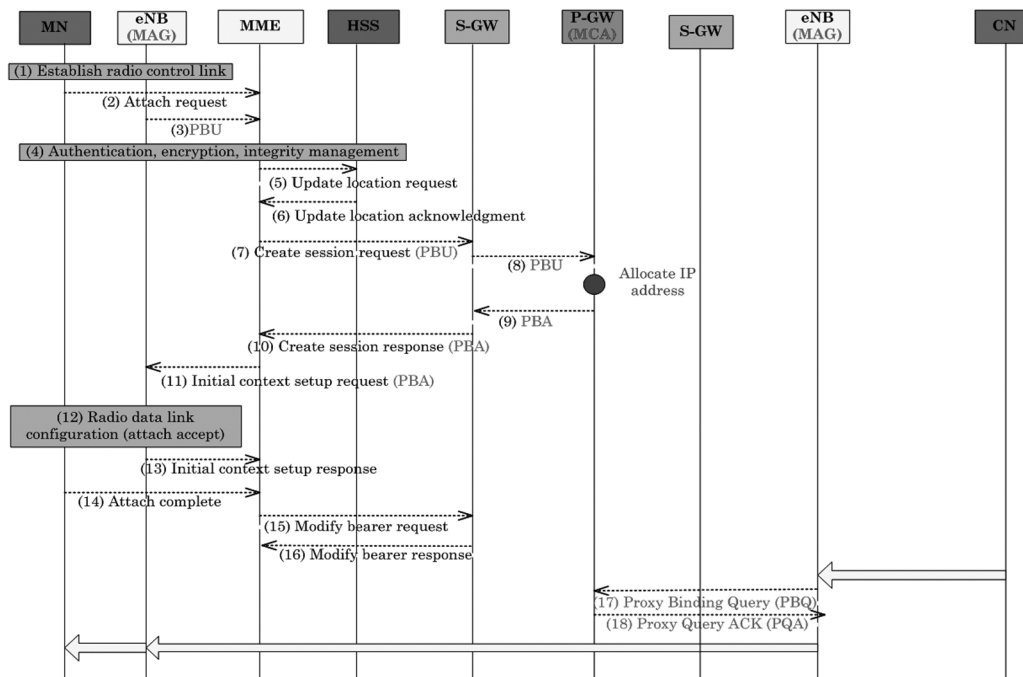 MN
eNB
(MAG)
MME
HSS
S-GW
P-GW
(MCA)
S-GW
eNB
(MAG)
CN
(1) Establish radio control link
(2) Attach request
(3)PBU
(4) Authentication, encryption, integrity management
(5) Update location request
(6) Update location acknowledgment
(7) Create session request (PBU)
(8) PBU
Allocate IP
address
(9) PBA
(10) Create session response (PBA)
(11) Initial context setup request (PBA)
(12) Radio data link
configuration (attach accept)
(13) Initial context setup response
(14) Attach complete
(15) Modify bearer request
(16) Modify bearer response
(17) Proxy Binding Query (PBQ)
(18) Proxy Query ACK (PQA)